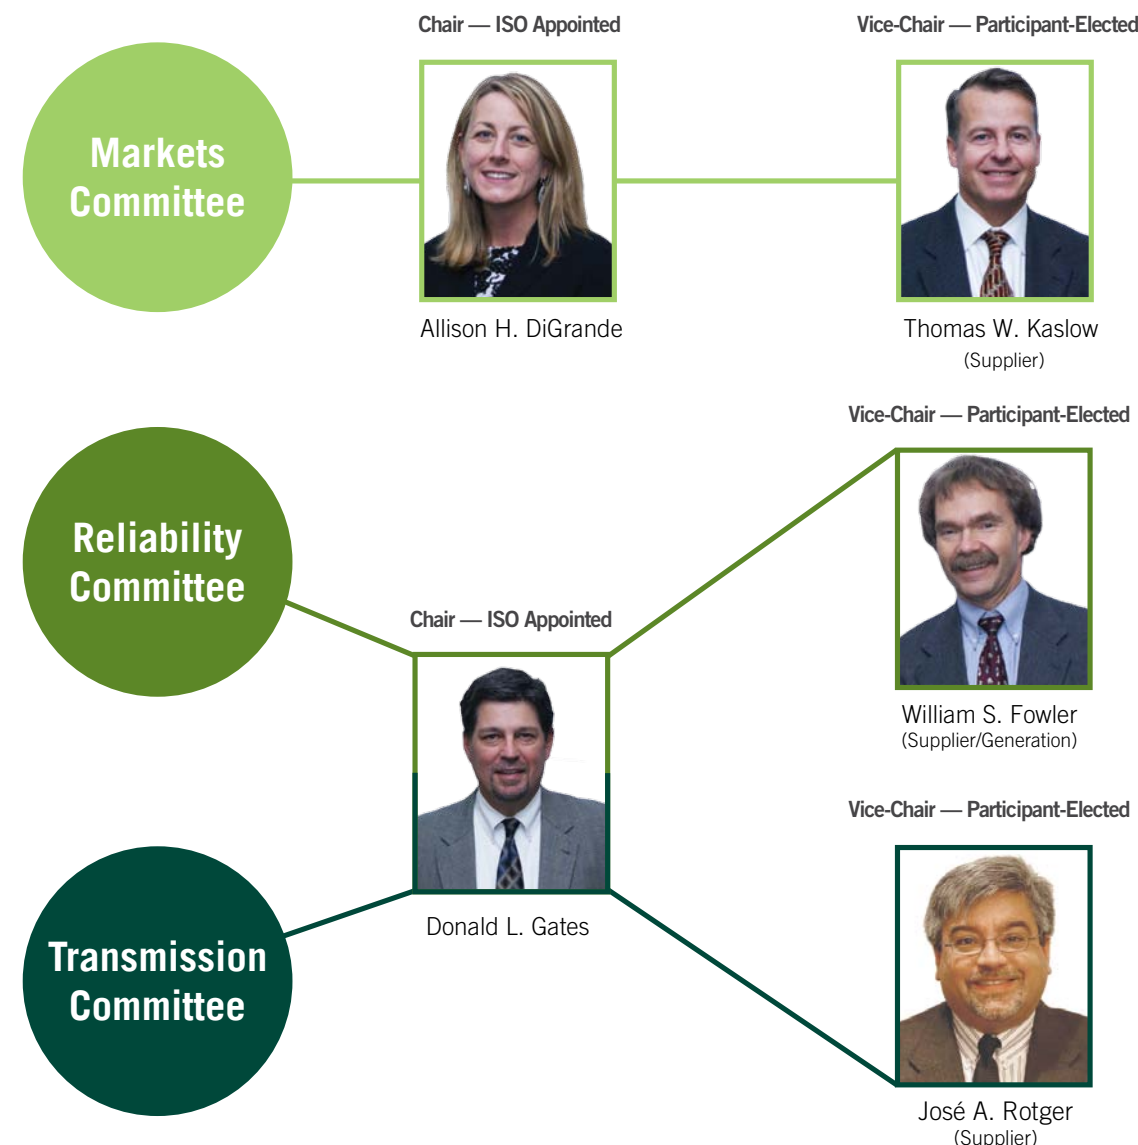 Chair — ISO Appointed
Vice-Chair — Participant-Elected
Markets
Committee
Allison H. DiGrande
Thomas W. Kaslow
(Supplier)
Vice-Chair — Participant-Elected
Reliability
Committee
Chair — ISO Appointed
William S. Fowler
(Supplier/Generation)
Vice-Chair — Participant-Elected
Donald L. Gates
Transmission
Committee
José A. Rotger
(Supplier)